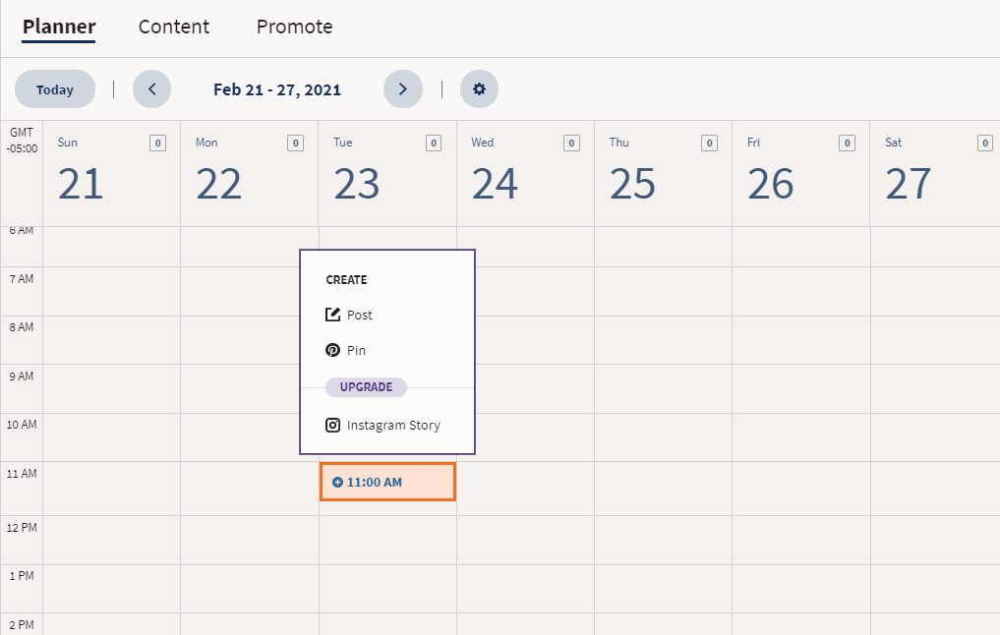 Planner Content Promote
Today Feb 21 - 27, 2021
GMT
-05:00
Sun 0 Mon 0 Tue 0 Wed 0 Thu 0 Fri 0 Sat 0
21 22 23 24 25 26 27
6 AM
7 AM
8 AM
9 AM
10 AM
11 AM
12 PM
1 PM
2 PM
CREATE
Post
Pin
UPGRADE
Instagram Story
11:00 AM